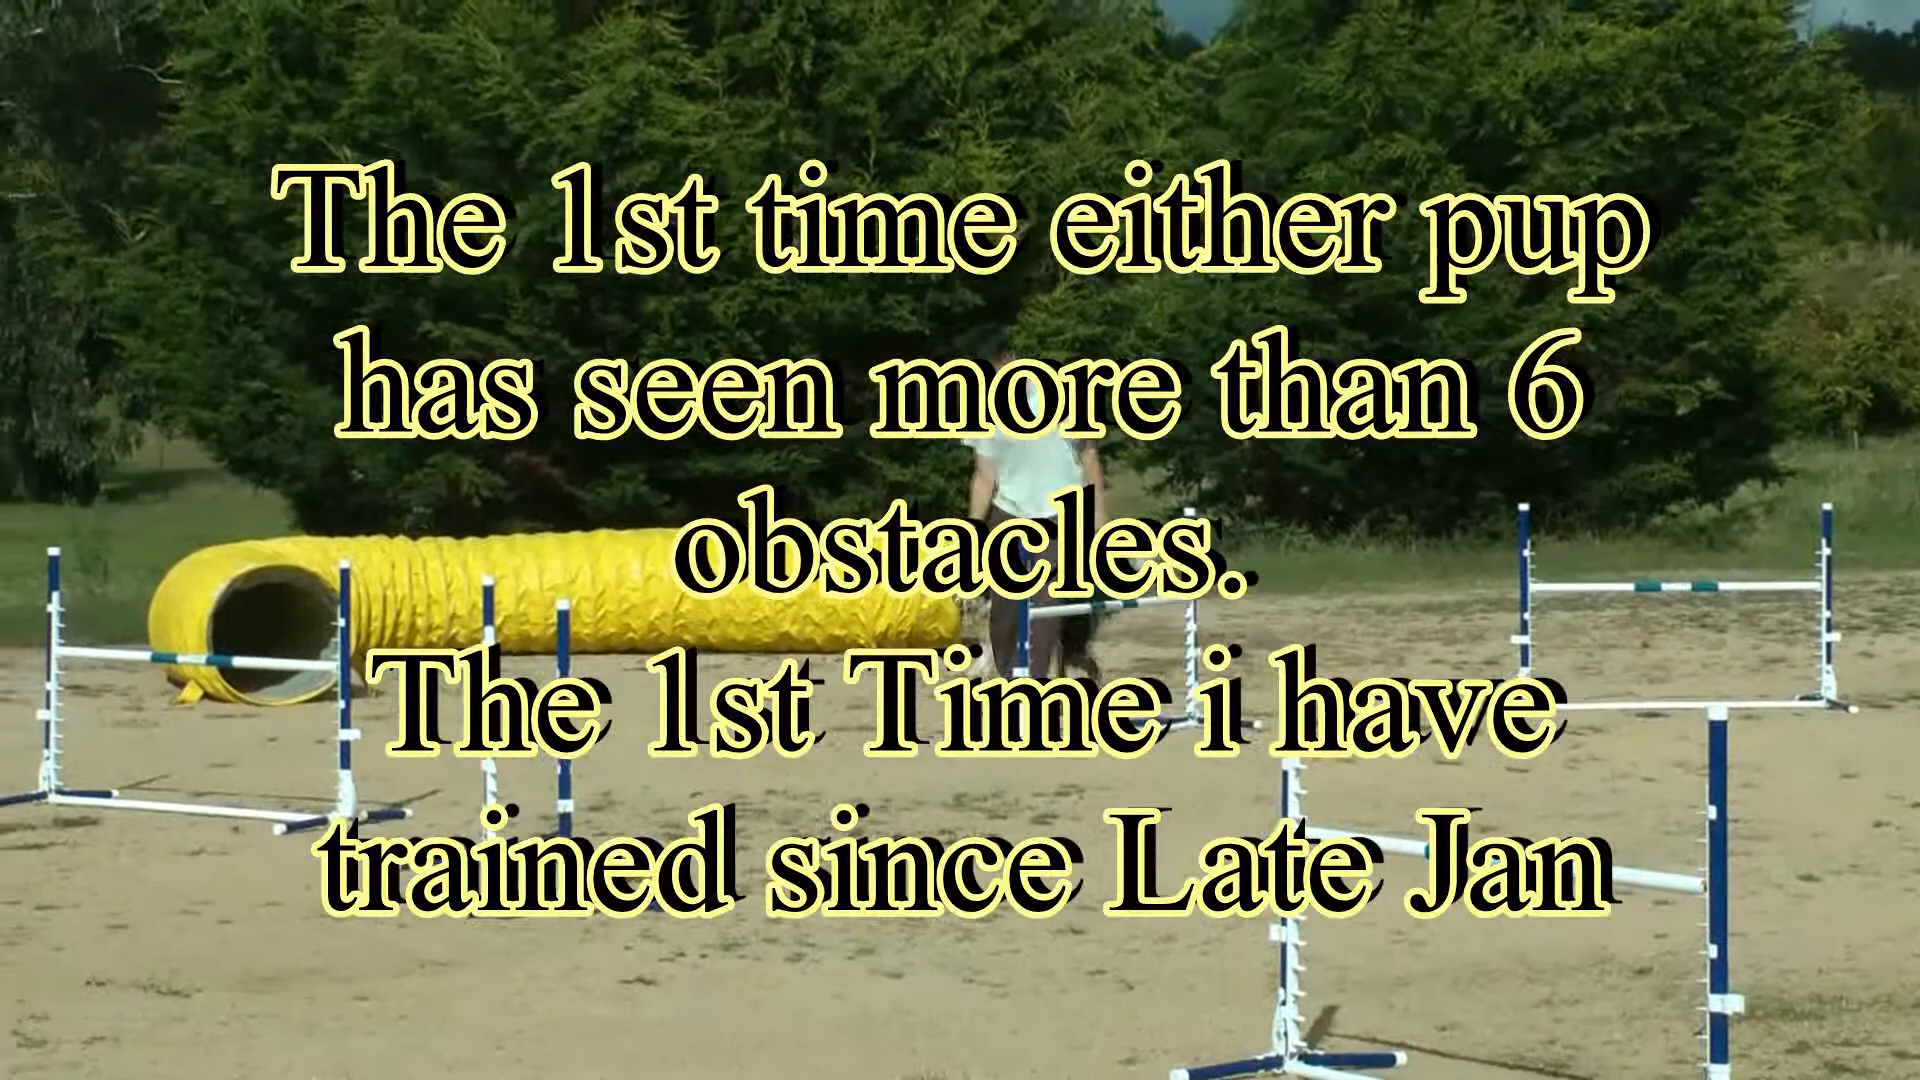 The 1st time either pup
has seen more than 6
obstacles.
The 1st Time i have
trained since Late Jan